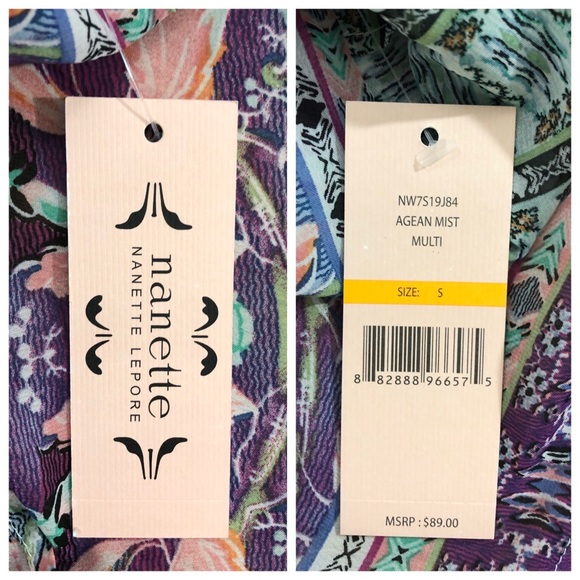 nanette
NANETTE LEPORE
NW7S19J84
AGEAN MIST
MULTI
SIZE: S
8 82888 96657 5
MSRP : $89.00